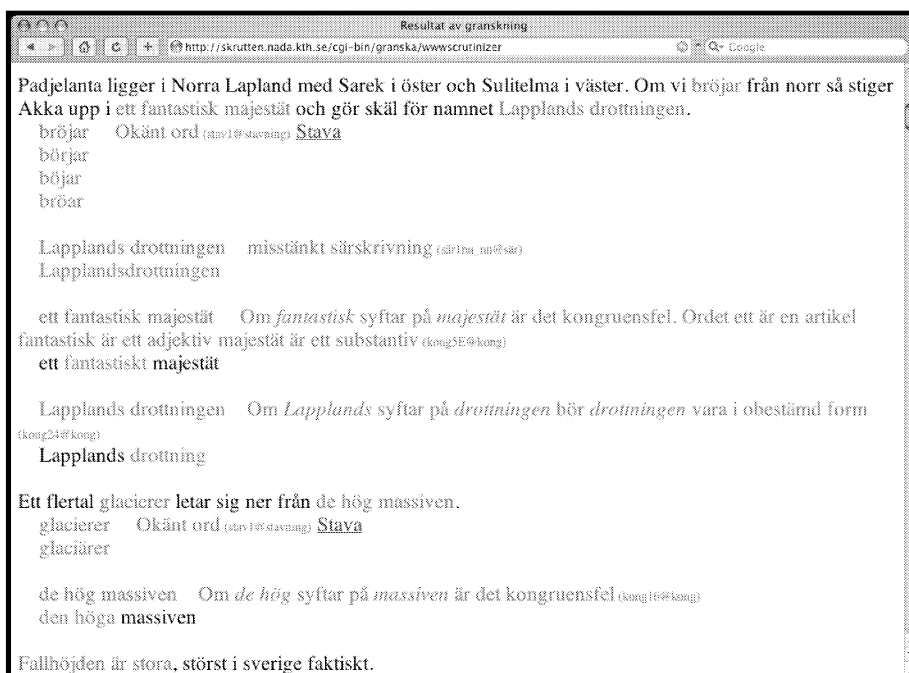 Resultat av granskning
http://skrutten.nada.kth.se/cgi-bin/granska/wwwscrutinizer
Google
Padjelanta ligger i Norra Lapland med Sarek i öster och Sulitelma i väster. Om vi bröjar från norr så stiger
Akka upp i ett fantastisk majestät och gör skäl för namnet Lapplands drottningen.
bröjar Okänt ord (stav1@stavning) Stava
börjar
böjar
bröar
Lapplands drottningen misstänkt särskrivning
Lapplandsdrottningen
ett fantastisk majestät Om fantastisk syftar på majestät är det kongruensfel. Ordet ett är en artikel
fantastisk är ett adjektiv majestät är ett substantiv (kong5E@kong)
ett fantastiskt majestät
Lapplands drottningen Om Lapplands syftar på drottningen bör drottningen vara i obestämd form
(kong24@kong)
Lapplands drottning
Ett flertal glacierer letar sig ner från de hög massiven.
glacierer Okänt ord (stav1@stavning) Stava
glaciärer
de hög massiven Om de hög syftar på massiven är det kongruensfel (kong16@kong)
den höga massiven
Fallhöjden är stora, störst i sverige faktiskt.